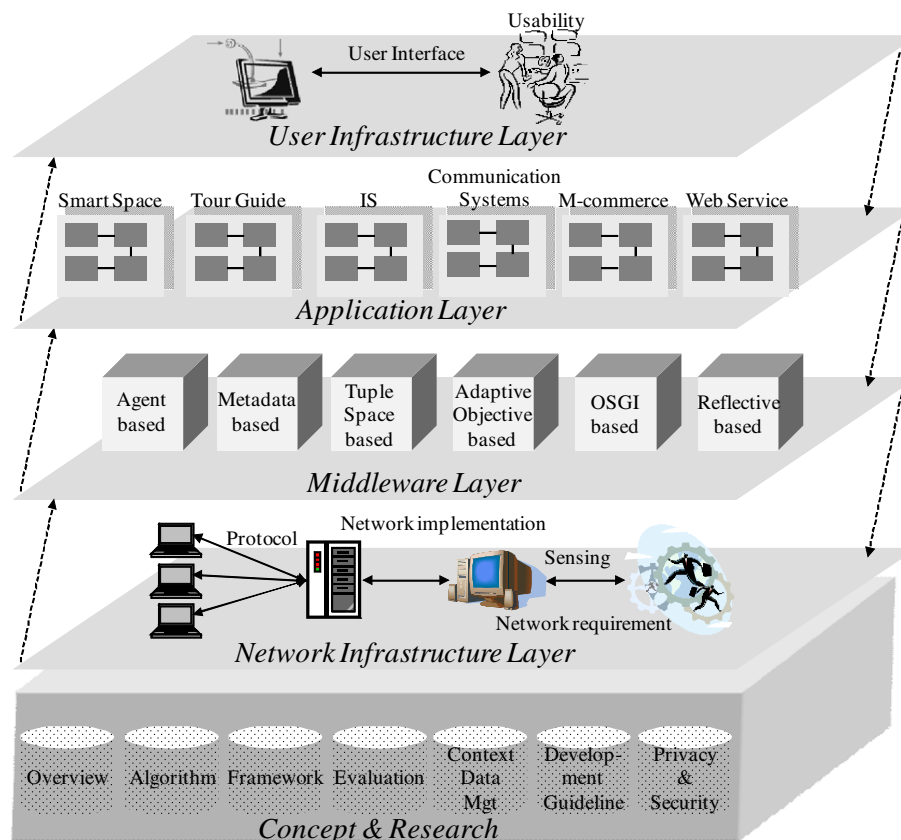 Usability
User Interface
User Infrastructure Layer
Smart Space
Tour Guide
IS
Communication
Systems
M-commerce
Web Service
Application Layer
Agent
based
Metadata
based
Tuple
Space
based
Adaptive
Objective
based
OSGI
based
Reflective
based
Middleware Layer
Protocol
Network implementation
Sensing
Network requirement
Network Infrastructure Layer
Overview
Algorithm
Framework
Evaluation
Context
Data
Mgt
Develop-
ment
Guideline
Privacy
&
Security
Concept & Research